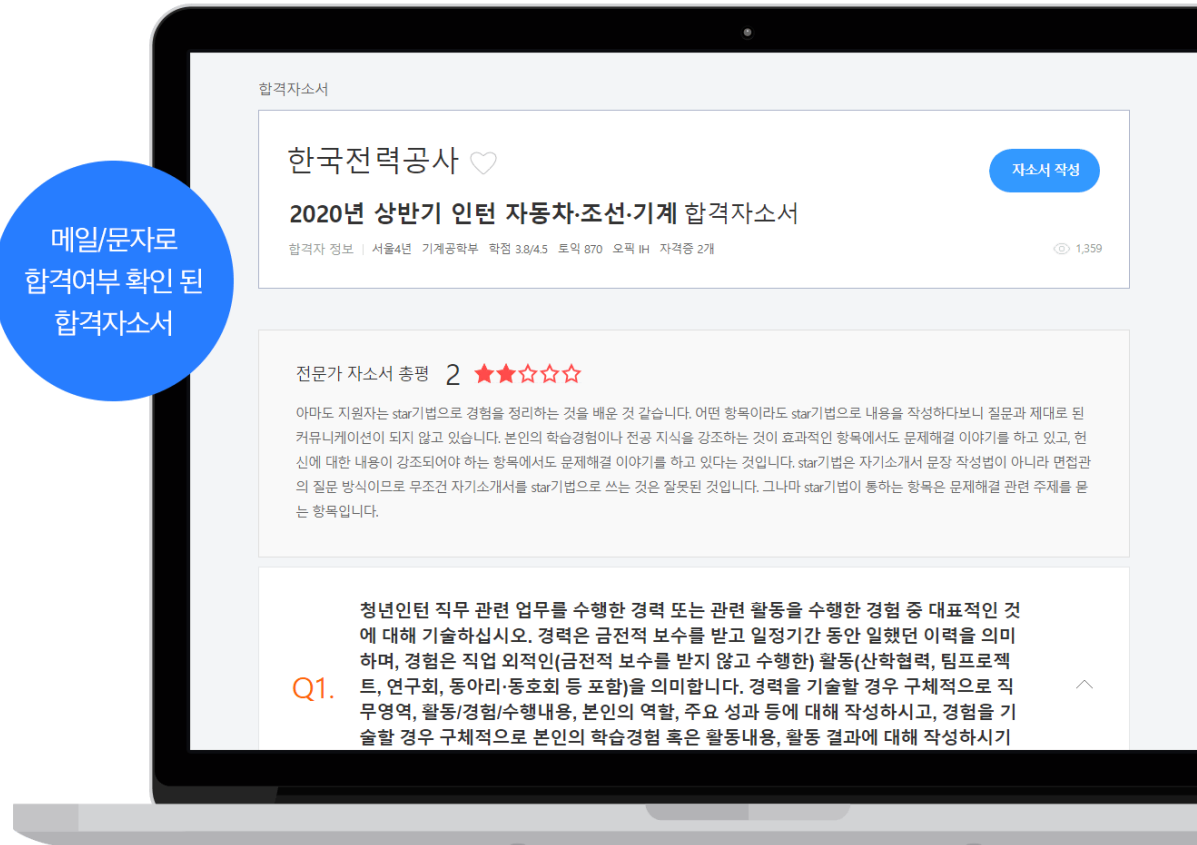 합격자소서
한국전력공사
자소서 작성
2020년 상반기 인턴 자동차·조선·기계 합격자소서
합격자 정보 | 서울4년 기계공학부 학점 3.8/4.5 토익 870 오픽 IH 자격증 2개
1,359
메일/문자로
합격여부 확인 된
합격자소서
전문가 자소서 총평 2
아마도 지원자는 star기법으로 경험을 정리하는 것을 배운 것 같습니다. 어떤 항목이라도 star기법으로 내용을 작성하다보니 질문과 제대로 된
커뮤니케이션이 되지 않고 있습니다. 본인의 학습경험이나 전공 지식을 강조하는 것이 효과적인 항목에서도 문제해결 이야기를 하고 있고, 헌
신에 대한 내용이 강조되어야 하는 항목에서도 문제해결 이야기를 하고 있다는 것입니다. star기법은 자기소개서 문장 작성법이 아니라 면접관
의 질문 방식이므로 무조건 자기소개서를 star기법으로 쓰는 것은 잘못된 것입니다. 그나마 star기법이 통하는 항목은 문제해결 관련 주제를 묻
는 항목입니다.
Q1.
청년인턴 직무 관련 업무를 수행한 경력 또는 관련 활동을 수행한 경험 중 대표적인 것
에 대해 기술하십시오. 경력은 금전적 보수를 받고 일정기간 동안 일했던 이력을 의미
하며, 경험은 직업 외적인(금전적 보수를 받지 않고 수행한) 활동(산학협력, 팀프로젝
트, 연구회, 동아리·동호회 등 포함)을 의미합니다. 경력을 기술할 경우 구체적으로 직
무영역, 활동/경험/수행내용, 본인의 역할, 주요 성과 등에 대해 작성하시고, 경험을 기
술할 경우 구체적으로 본인의 학습경험 혹은 활동내용, 활동 결과에 대해 작성하시기